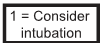 1 = Consider
intubation